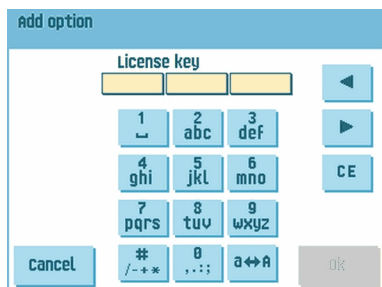 Add option
License key
◄
1 2 3
␣ abc def
►
4 5 6
ghi jkl mno
CE
7 8 9
pqrs tuv wxyz
# 0
Cancel /-+* ,.:; a↔A Ok